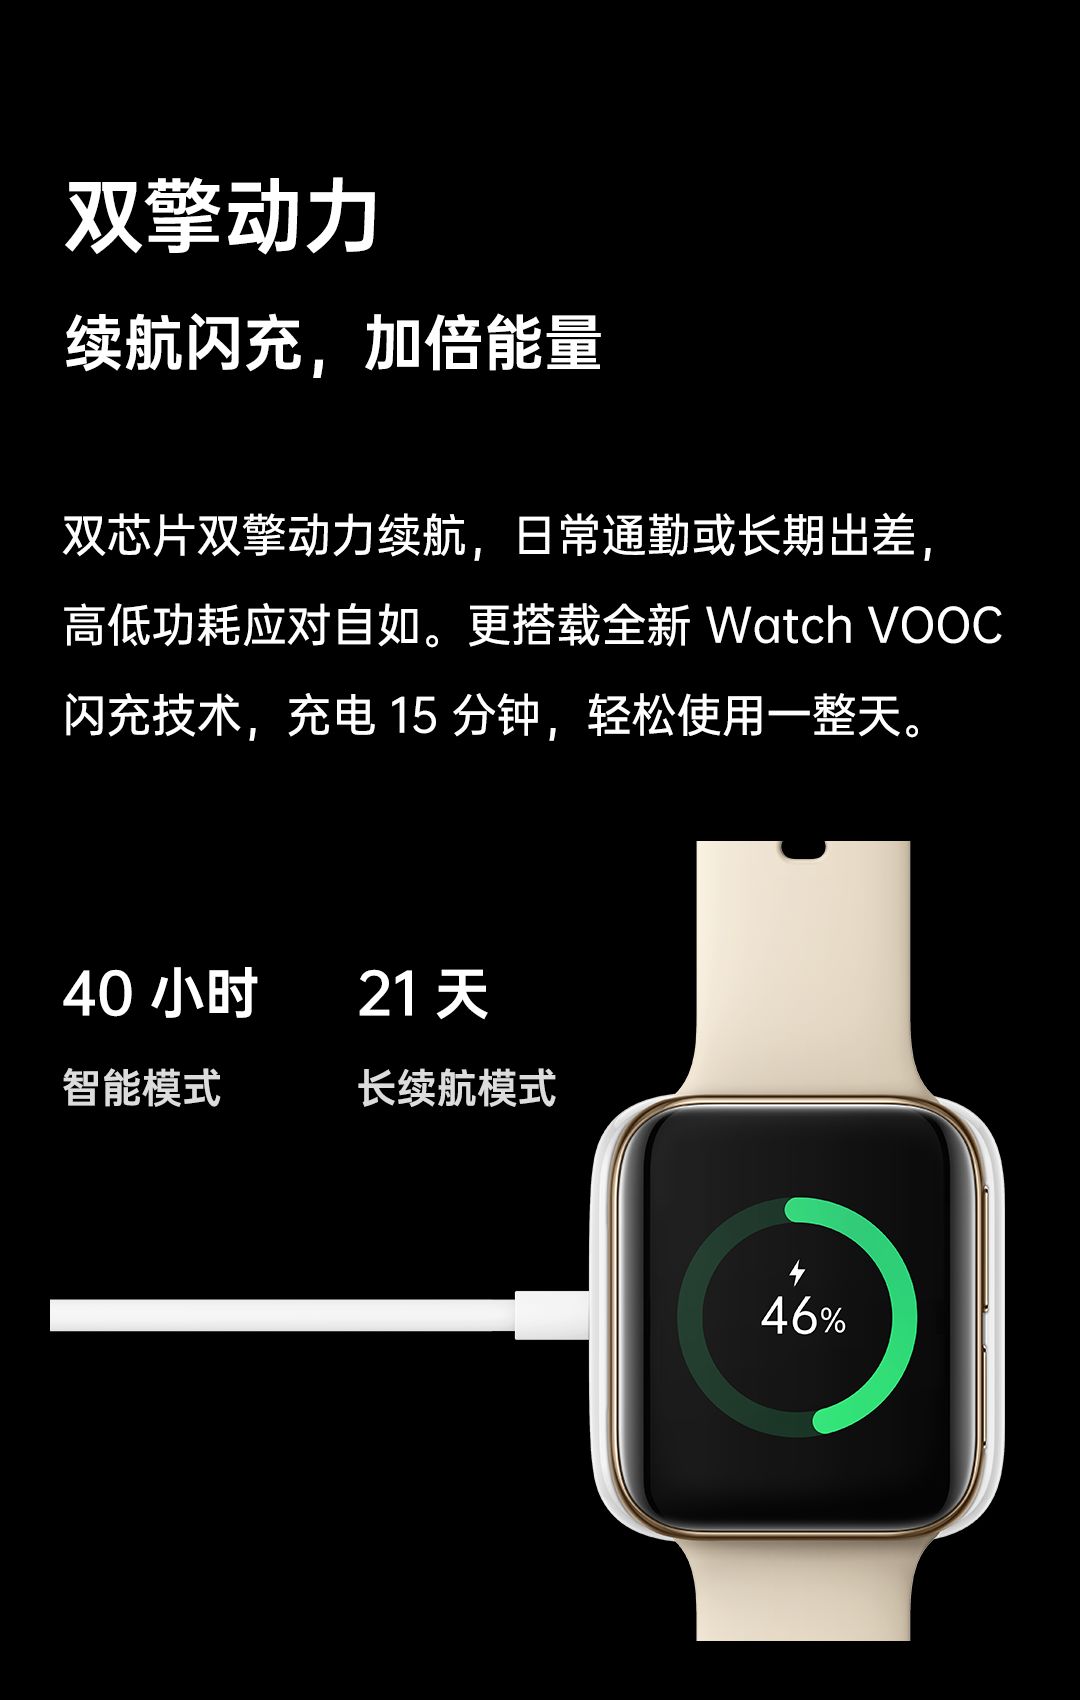 双擎动力
续航闪充，加倍能量
双芯片双擎动力续航，日常通勤或长期出差，
高低功耗应对自如。更搭载全新 Watch VOOC
闪充技术，充电 15 分钟，轻松使用一整天。
40 小时 21 天
智能模式 长续航模式
46%